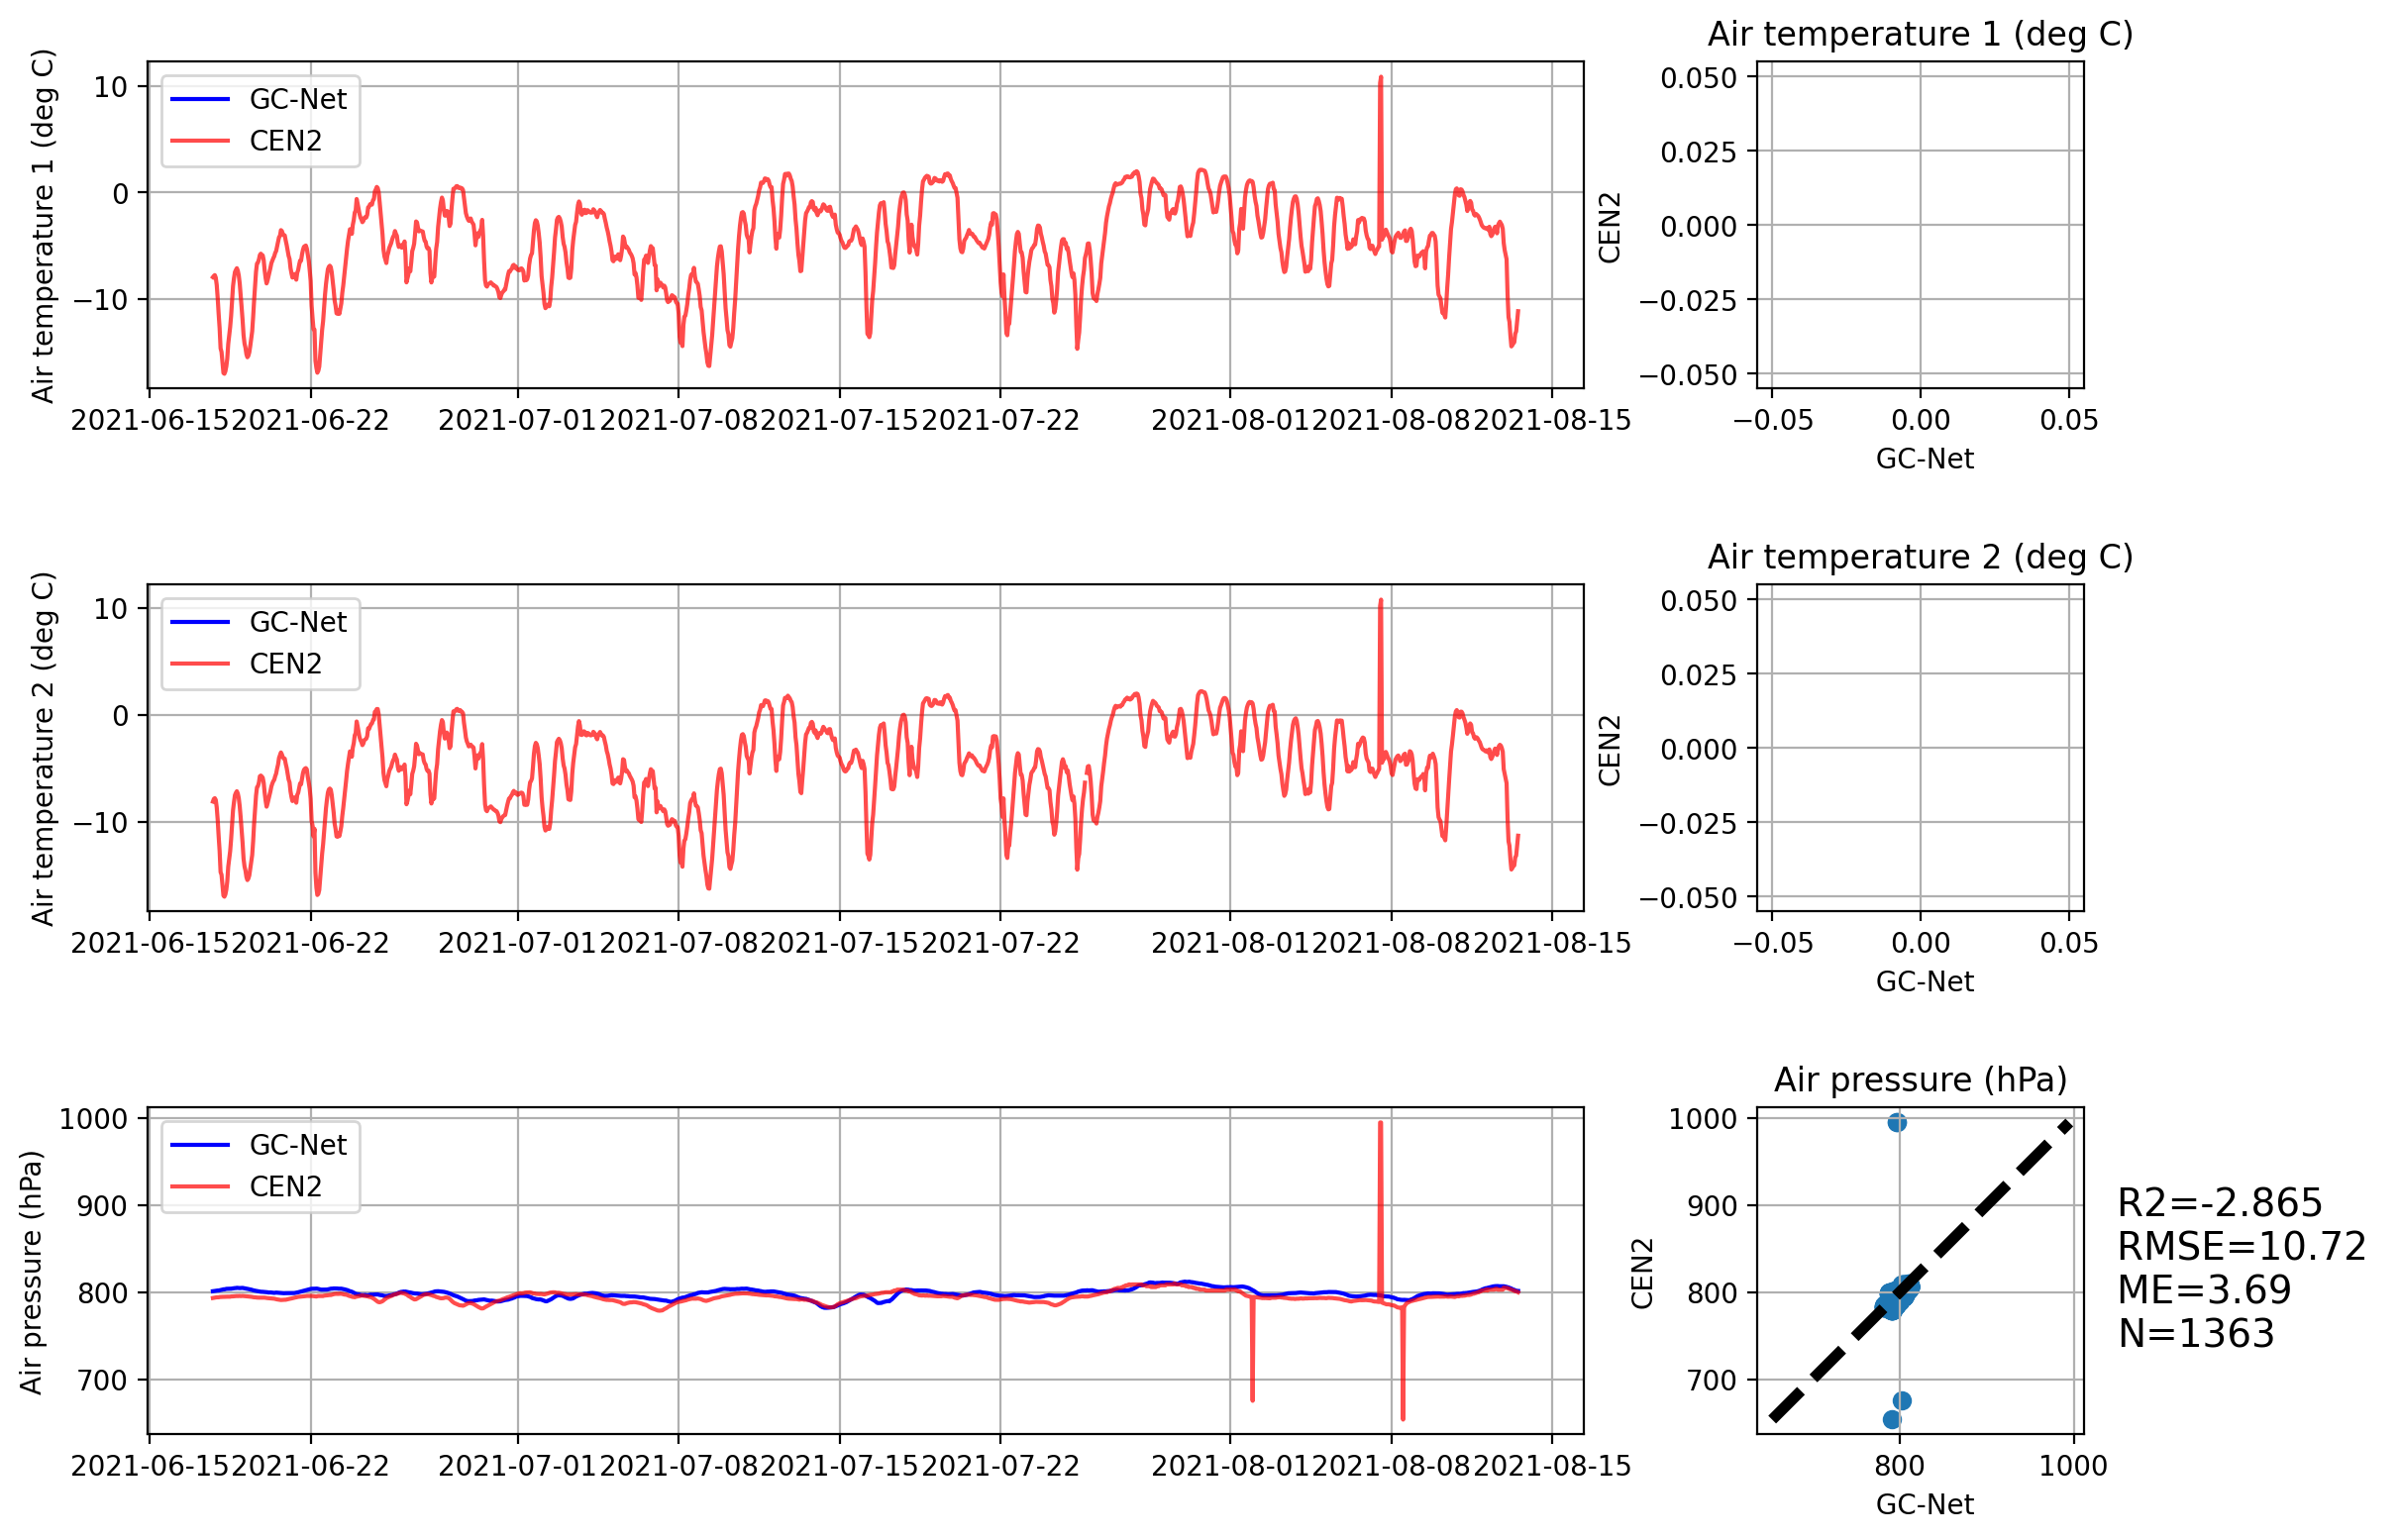 Air temperature 1 (deg C)
10
0
−10
GC-Net
CEN2
2021-06-15 2021-06-22 2021-07-01 2021-07-08 2021-07-15 2021-07-22 2021-08-01 2021-08-08 2021-08-15
Air temperature 1 (deg C)
CEN2
0.050
0.025
0.000
−0.025
−0.050
−0.05 0.00 0.05
GC-Net
Air temperature 2 (deg C)
10
0
−10
GC-Net
CEN2
2021-06-15 2021-06-22 2021-07-01 2021-07-08 2021-07-15 2021-07-22 2021-08-01 2021-08-08 2021-08-15
Air temperature 2 (deg C)
CEN2
0.050
0.025
0.000
−0.025
−0.050
−0.05 0.00 0.05
GC-Net
Air pressure (hPa)
1000
900
800
700
GC-Net
CEN2
2021-06-15 2021-06-22 2021-07-01 2021-07-08 2021-07-15 2021-07-22 2021-08-01 2021-08-08 2021-08-15
Air pressure (hPa)
CEN2
1000
900
800
700
800 1000
GC-Net
R2=-2.865
RMSE=10.72
ME=3.69
N=1363